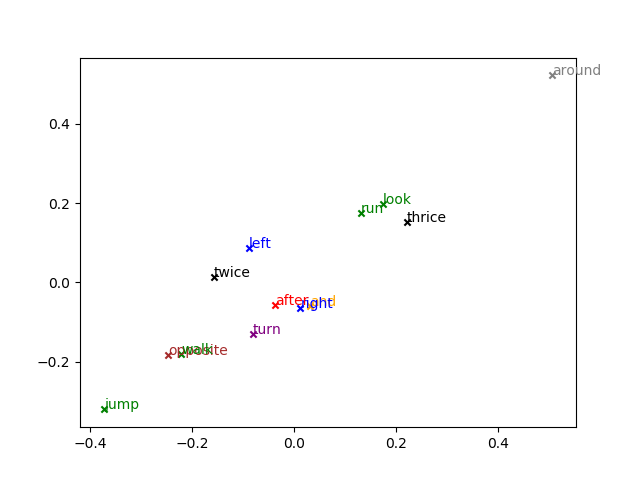 around
0.4
look
run
0.2
thrice
left
twice
0.0
after
and
right
turn
opposite
walk
−0.2
jump
−0.4
−0.2
0.0
0.2
0.4